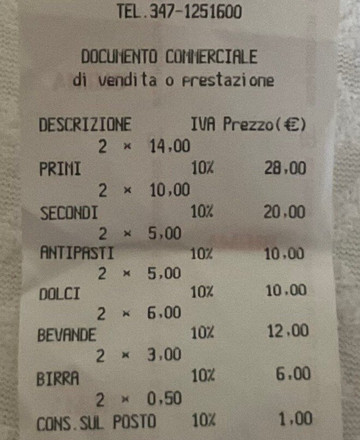 TEL.347-1251600
DOCUMENTO COMMERCIALE
di vendita o prestazione
DESCRIZIONE IVA Prezzo(€)
2 × 14,00
PRIMI 10% 28,00
2 × 10,00
SECONDI 10% 20,00
2 × 5,00
ANTIPASTI 10% 10,00
2 × 5,00
DOLCI 10% 10,00
2 × 6,00
BEVANDE 10% 12,00
2 × 3,00
BIRRA 10% 6,00
2 × 0,50
CONS.SUL POSTO 10% 1,00